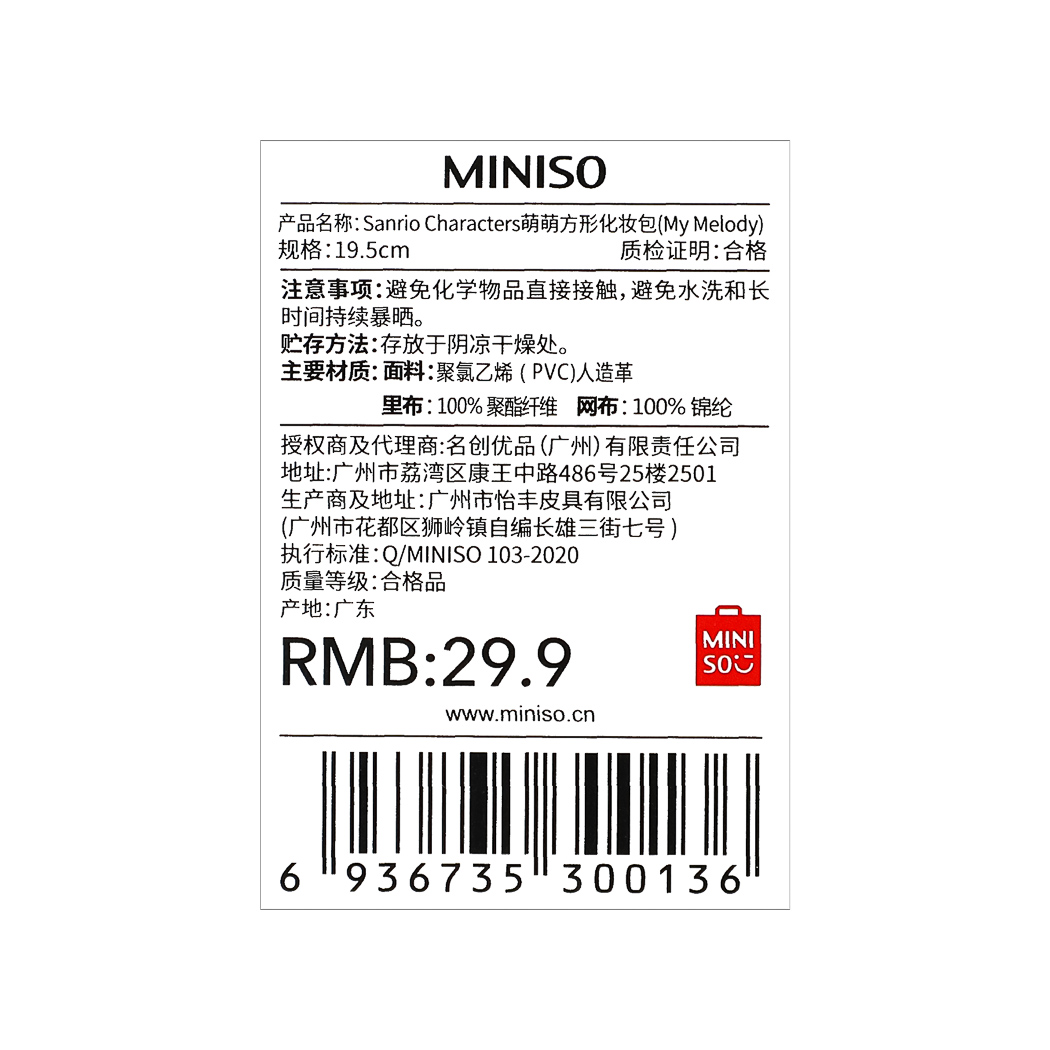 MINISO
产品名称:Sanrio Characters萌萌方形化妆包(My Melody)
规格:19.5cm 质检证明:合格
注意事项:避免化学物品直接接触,避免水洗和长
时间持续暴晒。
贮存方法:存放于阴凉干燥处。
主要材质:面料:聚氯乙烯 ( PVC)人造革
里布:100% 聚酯纤维 网布:100% 锦纶
授权商及代理商:名创优品(广州)有限责任公司
地址:广州市荔湾区康王中路486号25楼2501
生产商及地址:广州市怡丰皮具有限公司
(广州市花都区狮岭镇自编长雄三街七号 )
执行标准:Q/MINISO 103-2020
质量等级:合格品
产地:广东
MINI
SO
RMB:29.9
www.miniso.cn
6 936735 300136